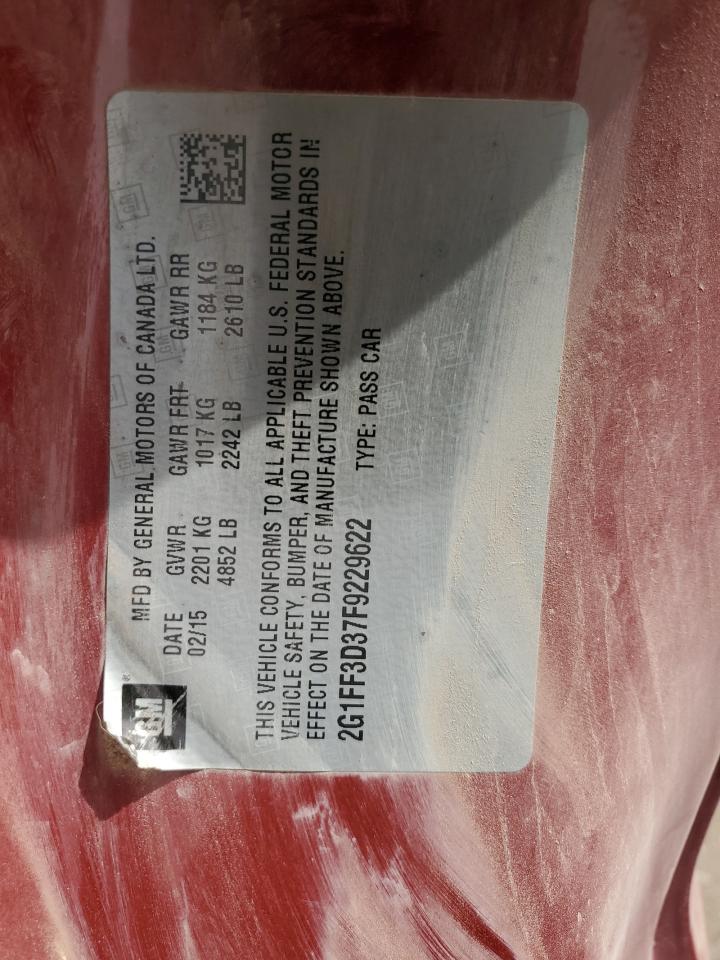 GM ®
MFD BY GENERAL MOTORS OF CANADA LTD.
DATE GVWR GAWR FRT GAWR RR
02/15 2201 KG 1017 KG 1184 KG
4852 LB 2242 LB 2610 LB
THIS VEHICLE CONFORMS TO ALL APPLICABLE U.S. FEDERAL MOTOR
VEHICLE SAFETY, BUMPER, AND THEFT PREVENTION STANDARDS IN
EFFECT ON THE DATE OF MANUFACTURE SHOWN ABOVE.
2G1FF3D37F9229622 TYPE: PASS CAR